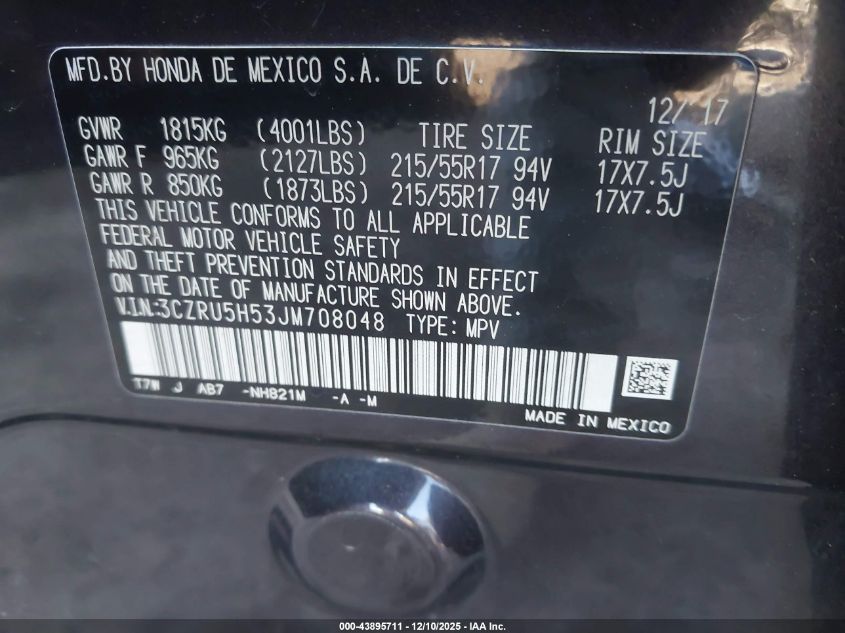 MFD.BY HONDA DE MEXICO S.A. DE C.V.
12/ 17
GVWR 1815KG (4001LBS) TIRE SIZE RIM SIZE
GAWR F 965KG (2127LBS) 215/55R17 94V 17X7.5J
GAWR R 850KG (1873LBS) 215/55R17 94V 17X7.5J
THIS VEHICLE CONFORMS TO ALL APPLICABLE
FEDERAL MOTOR VEHICLE SAFETY
AND THEFT PREVENTION STANDARDS IN EFFECT
ON THE DATE OF MANUFACTURE SHOWN ABOVE.
V.I.N.:3CZRU5H53JM708048 TYPE: MPV
T7W J AB7 -NH821M -A -M
MADE IN MEXICO
000-43895711 - 12/10/2025 - IAA Inc.